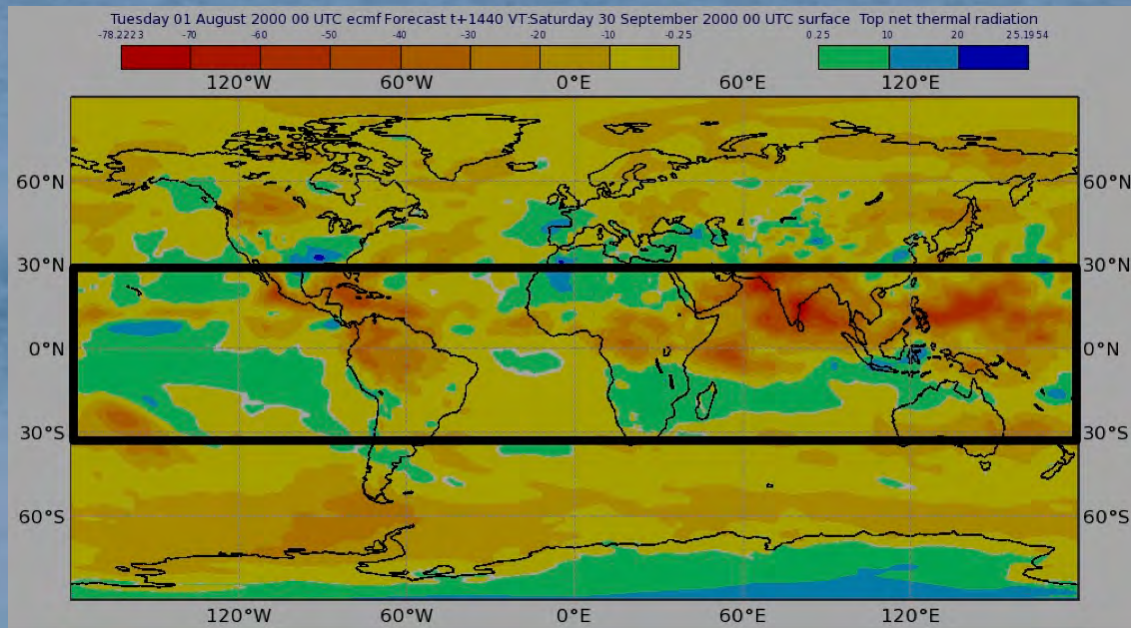 Tuesday 01 August 2000 00 UTC ecmf Forecast t+1440 VT:Saturday 30 September 2000 00 UTC surface Top net thermal radiation
-78.2223 -70 -60 -50 -40 -30 -20 -10 -0.25 0.25 10 20 25.1954
120°W 60°W 0°E 60°E 120°E
60°N 60°N
30°N 30°N
0°N 0°N
30°S 30°S
60°S 60°S
120°W 60°W 0°E 60°E 120°E